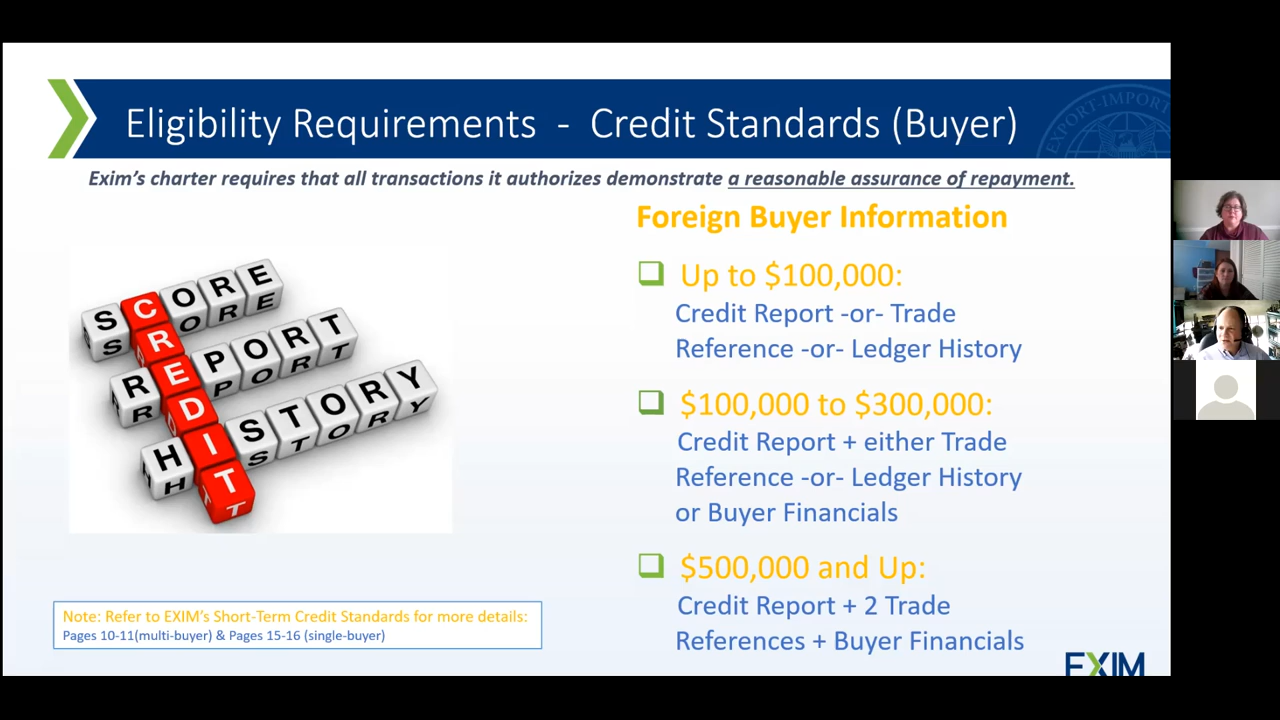 Eligibility Requirements - Credit Standards (Buyer)
EXPORT-IMPORT
Exim's charter requires that all transactions it authorizes demonstrate a reasonable assurance of repayment.
Foreign Buyer Information
Up to $100,000:
Credit Report -or- Trade
Reference -or- Ledger History
$100,000 to $300,000:
Credit Report + either Trade
Reference -or- Ledger History
or Buyer Financials
$500,000 and Up:
Credit Report + 2 Trade
References + Buyer Financials
SCORE
REPORT
HISTORY
CREDIT
Note: Refer to EXIM's Short-Term Credit Standards for more details:
Pages 10-11(multi-buyer) & Pages 15-16 (single-buyer)
EXIM